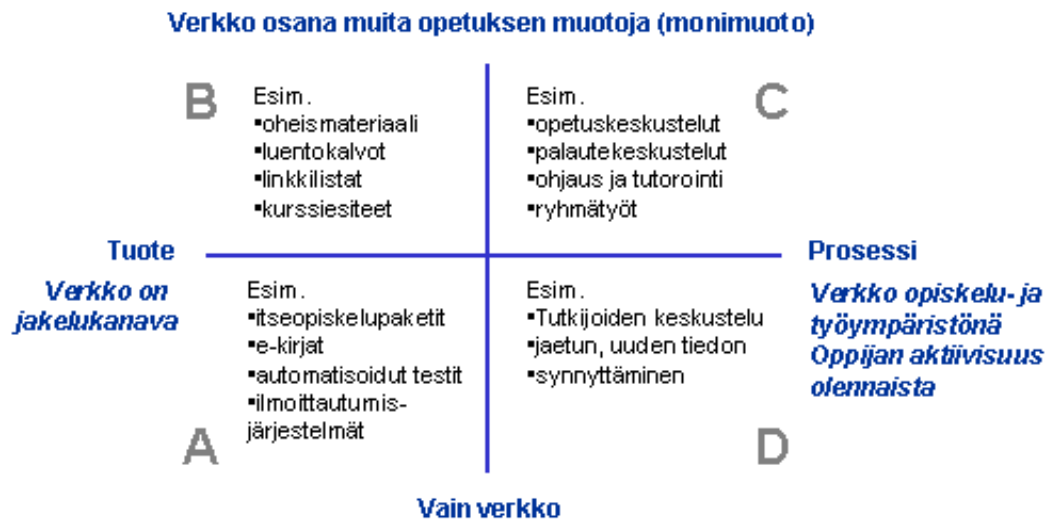 Verkko osana muita opetuksen muotoja (monimuoto)
B
Esim.
▪oheismateriaali
▪luentokalvot
▪linkkilistat
▪kurssiesiteet
Esim.
▪opetuskeskustelut
▪palautekeskustelut
▪ohjaus ja tutorointi
▪ryhmätyöt
C
Tuote
Verkko on
jakelukanava
Prosessi
Verkko opiskelu- ja
työympäristönä
Oppijan aktiivisuus
olennaista
A
Esim.
▪itseopiskelupaketit
▪e-kirjat
▪automatisoidut testit
▪ilmoittautumis-
järjestelmät
Esim.
▪Tutkijoiden keskustelu
▪jaetun, uuden tiedon
▪synnyttäminen
D
Vain verkko